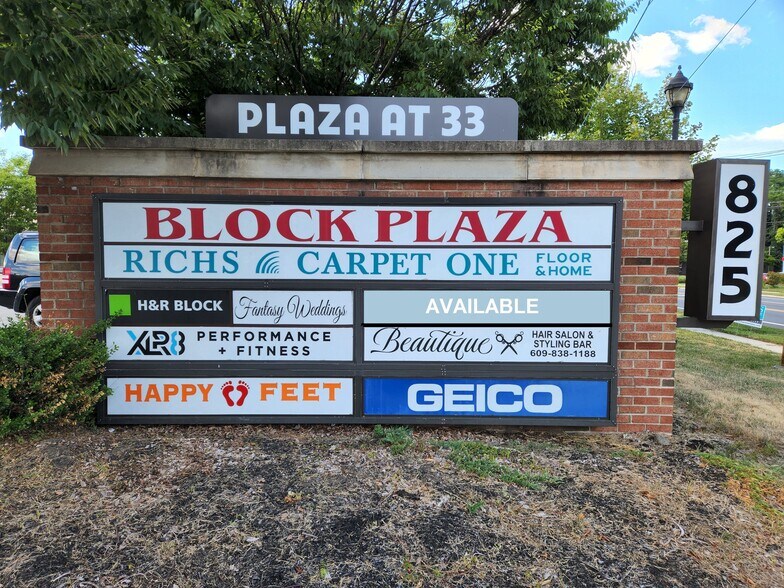 PLAZA AT 33
BLOCK PLAZA
RICHS CARPET ONE FLOOR & HOME
H&R BLOCK
Fantasy Weddings
AVAILABLE
XLR8 PERFORMANCE + FITNESS
Beautique HAIR SALON & STYLING BAR 609-838-1188
HAPPY FEET
GEICO
825